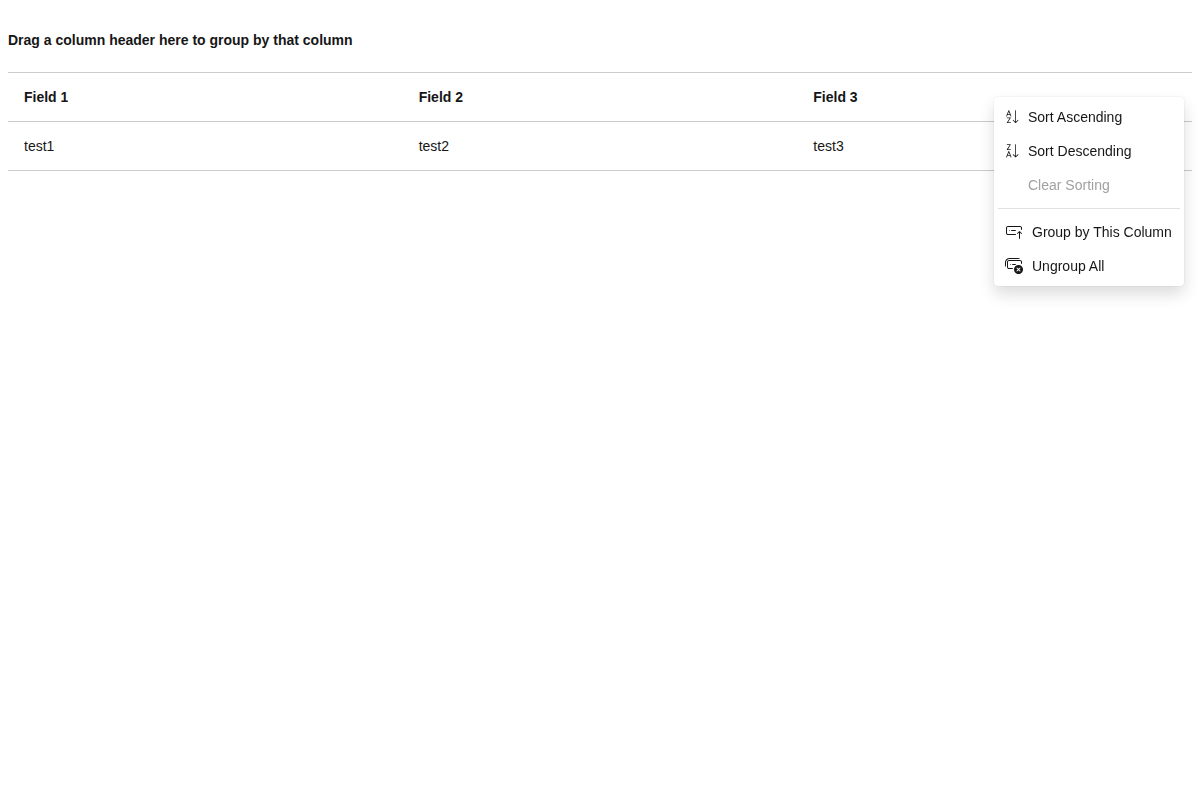 Drag a column header here to group by that column
Field 1 Field 2 Field 3
test1 test2 test3
Sort Ascending
Sort Descending
Clear Sorting
Group by This Column
Ungroup All